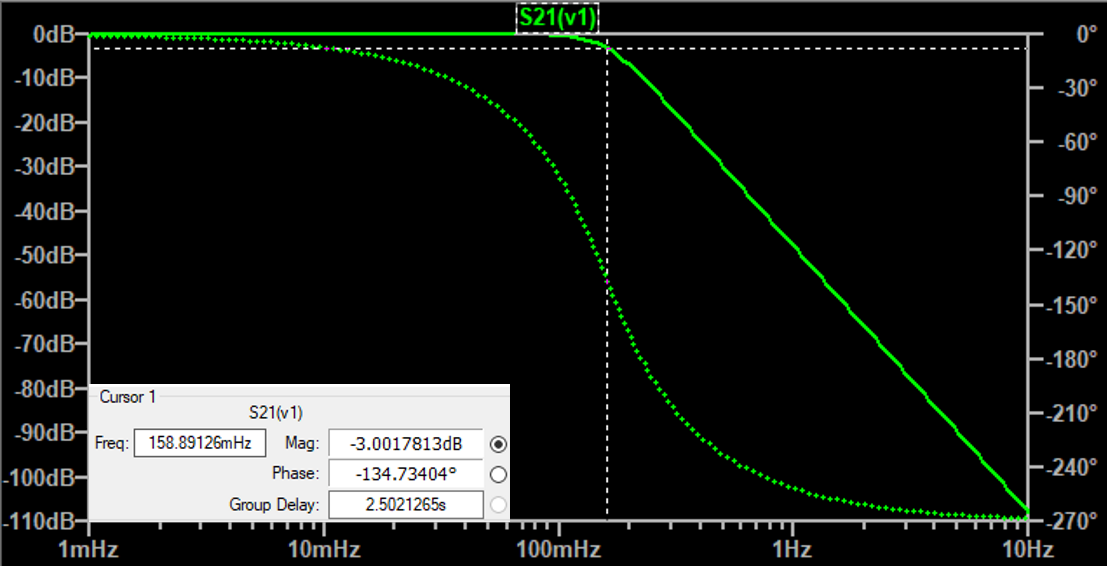 S21(v1)
0dB
-10dB
-20dB
-30dB
-40dB
-50dB
-60dB
-70dB
-80dB
-90dB
-100dB
-110dB
0°
-30°
-60°
-90°
-120°
-150°
-180°
-210°
-240°
-270°
Cursor 1
S21(v1)
Freq: 158.89126mHz Mag: -3.0017813dB
Phase: -134.73404°
Group Delay: 2.5021265s
1mHz 10mHz 100mHz 1Hz 10Hz